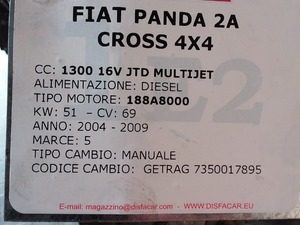 FIAT PANDA 2A
CROSS 4X4
CC: 1300 16V JTD MULTIJET
ALIMENTAZIONE: DIESEL
TIPO MOTORE: 188A8000
KW: 51 – CV: 69
ANNO: 2004 - 2009
MARCE: 5
TIPO CAMBIO: MANUALE
CODICE CAMBIO: GETRAG 7350017895
E-mail: magazzino@disfacar.com - WWW.DISFACAR.EU